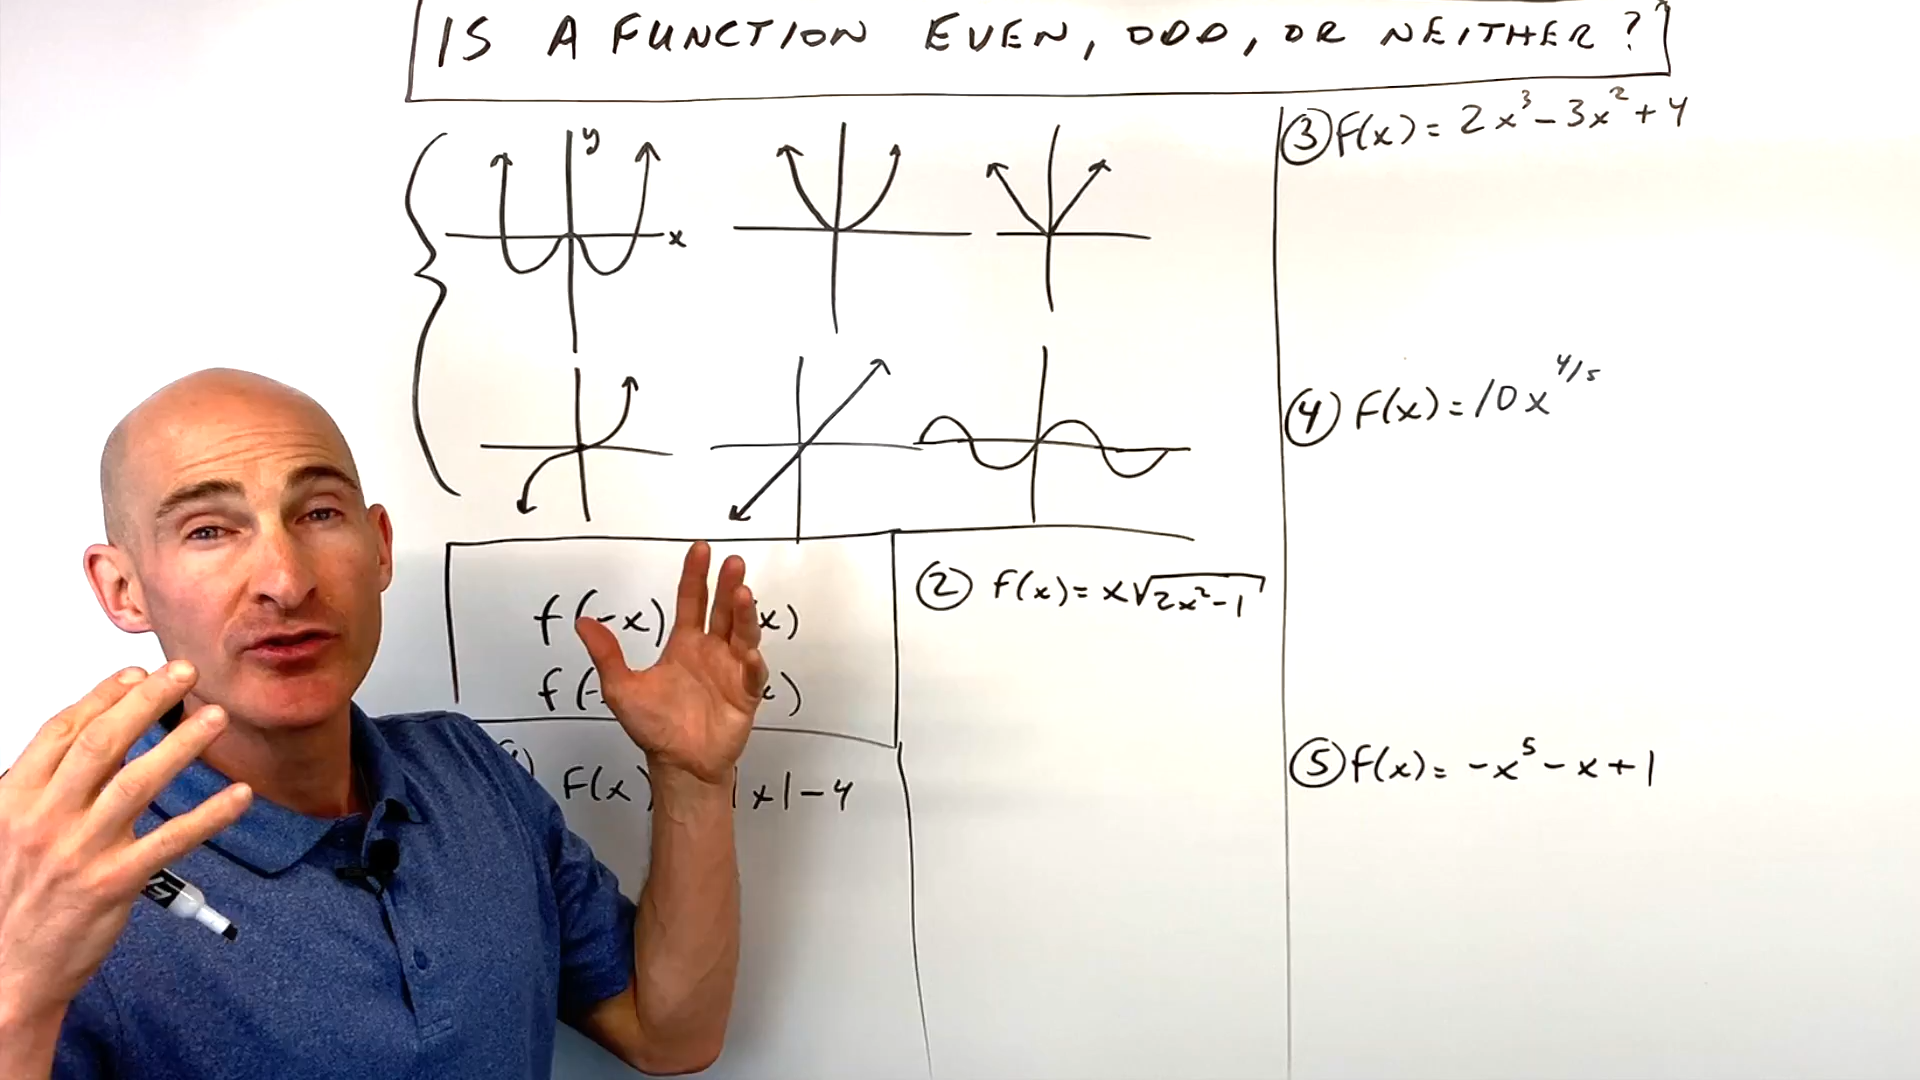 IS A FUNCTION EVEN, ODD, OR NEITHER?
y
x
f(-x) x)
f(- x)
F(x) |x|-4
② F(x)= x√2x²-1
③ F(x)= 2x³-3x²+4
④ F(x)=10x^4/5
⑤ F(x)= -x⁵-x+1